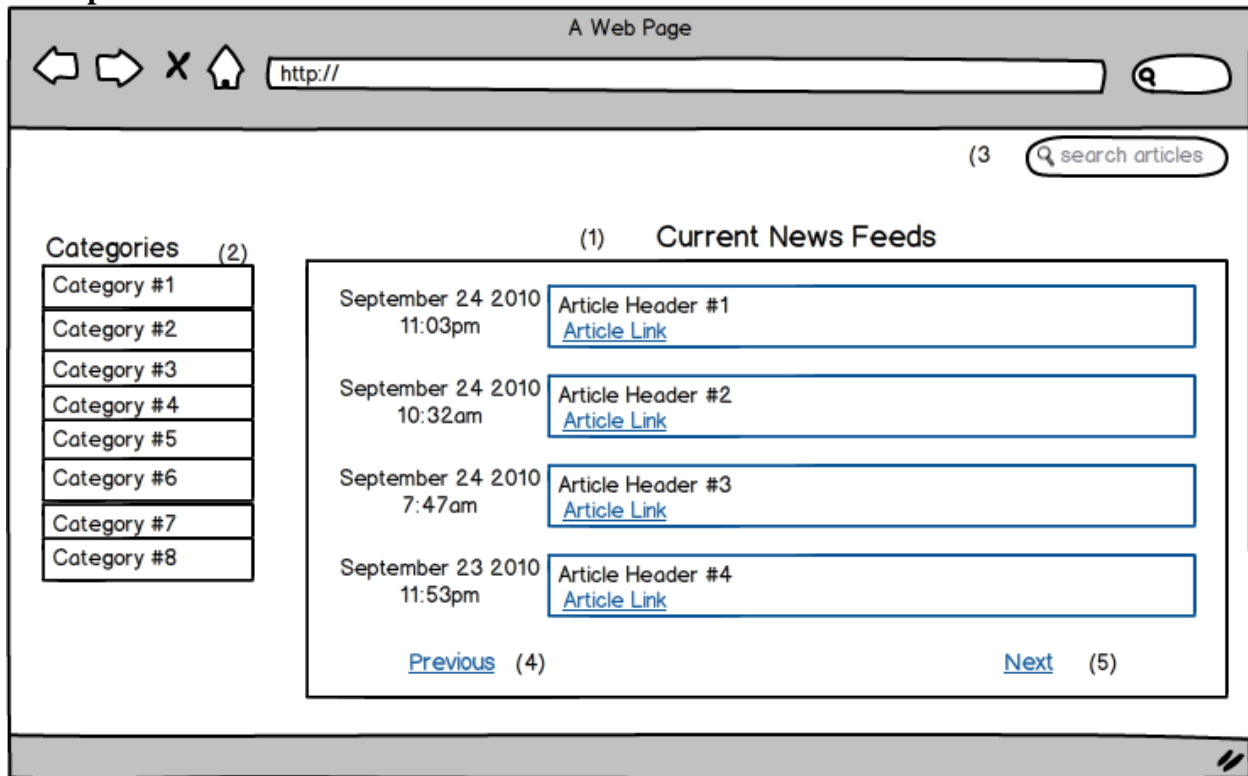 A Web Page
http://
(3 search articles
Categories (2)
(1) Current News Feeds
Category #1
Category #2
Category #3
Category #4
Category #5
Category #6
Category #7
Category #8
September 24 2010
11:03pm
Article Header #1
Article Link
September 24 2010
10:32am
Article Header #2
Article Link
September 24 2010
7:47am
Article Header #3
Article Link
September 23 2010
11:53pm
Article Header #4
Article Link
Previous (4) Next (5)